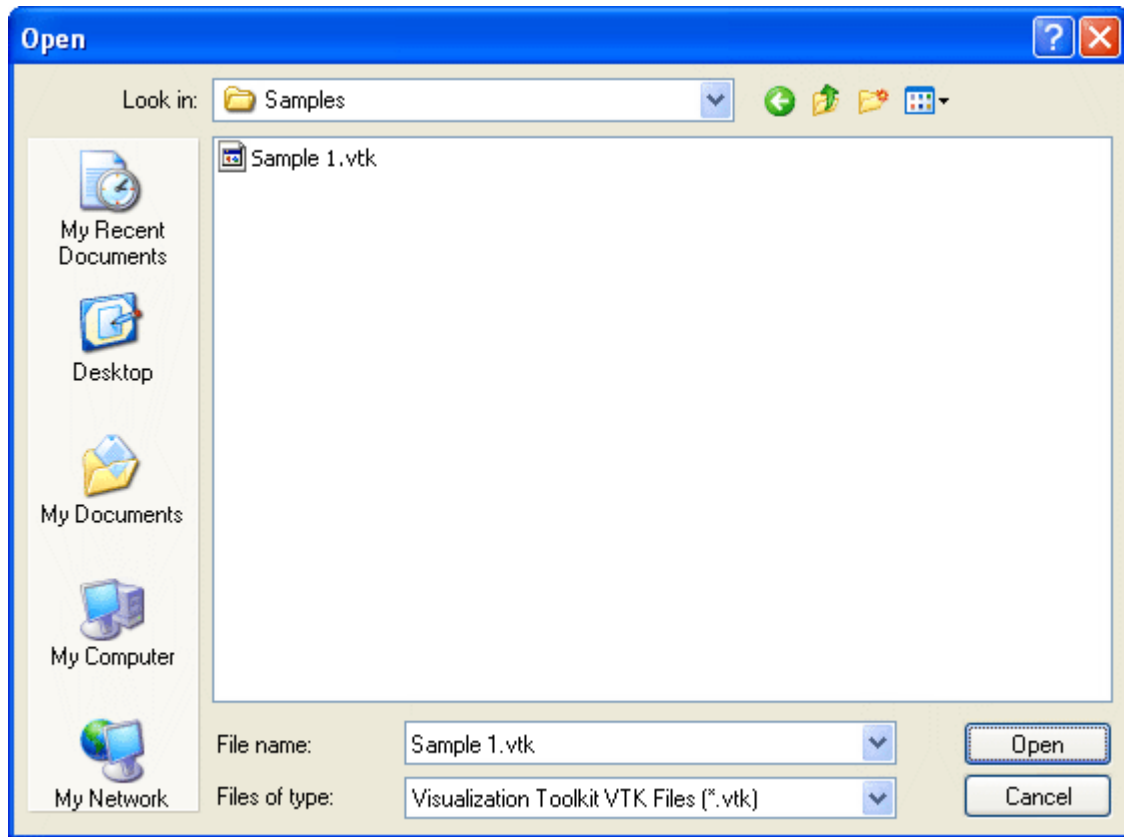 Open
Look in: Samples
Sample 1.vtk
My Recent
Documents
Desktop
My Documents
My Computer
My Network
File name: Sample 1.vtk Open
Files of type: Visualization Toolkit VTK Files (*.vtk) Cancel